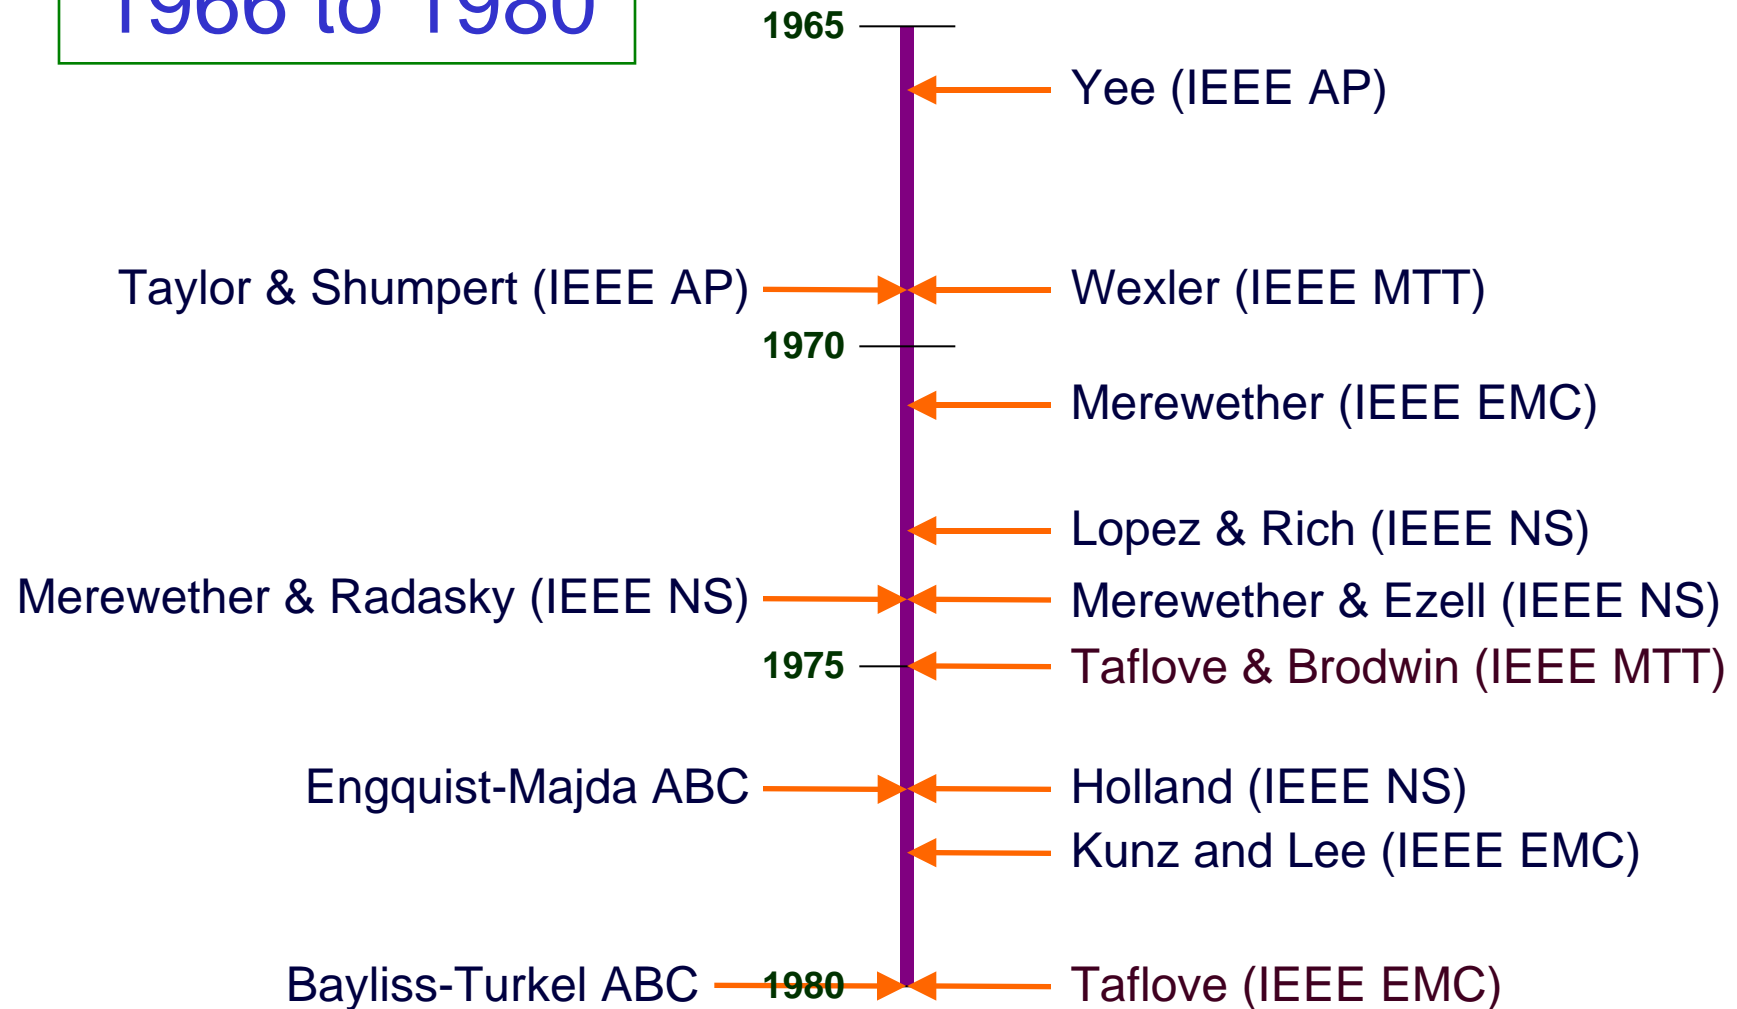 1966 to 1980
1965
Yee (IEEE AP)
Taylor & Shumpert (IEEE AP)
Wexler (IEEE MTT)
1970
Merewether (IEEE EMC)
Lopez & Rich (IEEE NS)
Merewether & Radasky (IEEE NS)
Merewether & Ezell (IEEE NS)
1975
Taflove & Brodwin (IEEE MTT)
Engquist-Majda ABC
Holland (IEEE NS)
Kunz and Lee (IEEE EMC)
Bayliss-Turkel ABC
1980
Taflove (IEEE EMC)